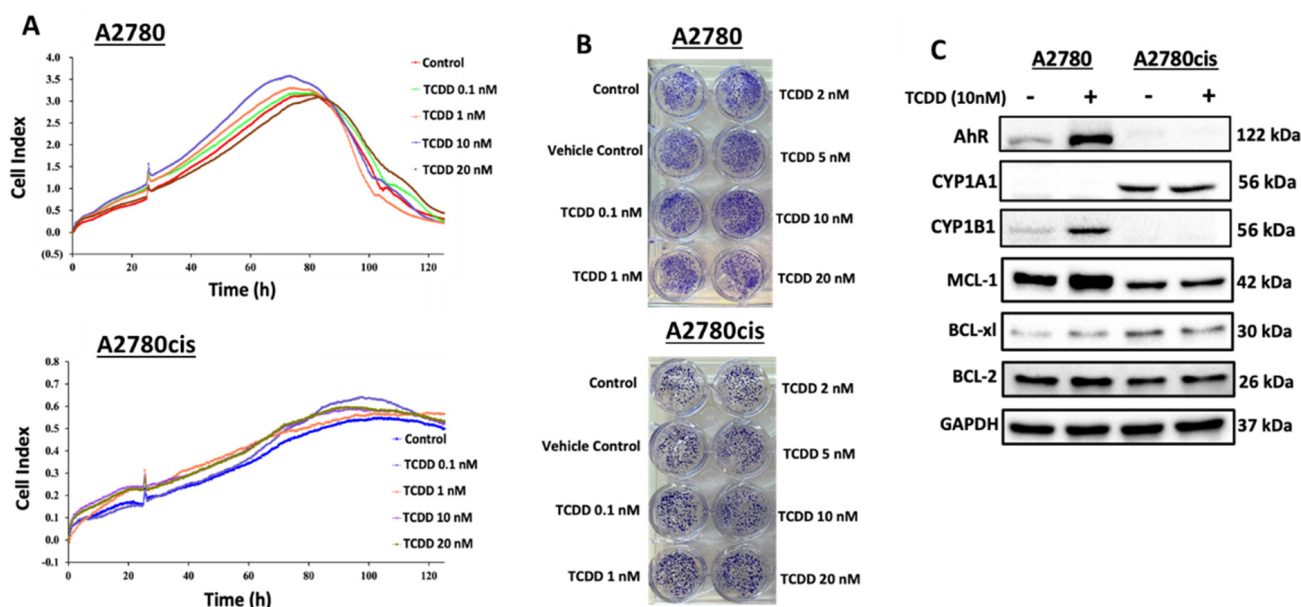 A
A2780
Cell Index
4.0
3.5
3.0
2.5
2.0
1.5
1.0
0.5
0.0
(0.5)
0 20 40 60 80 100 120
Time (h)
Control
TCDD 0.1 nM
TCDD 1 nM
TCDD 10 nM
TCDD 20 nM
A2780cis
Cell Index
0.8
0.7
0.6
0.5
0.4
0.3
0.2
0.1
0.0
-0.1
0 20 40 60 80 100 120
Time (h)
Control
TCDD 0.1 nM
TCDD 1 nM
TCDD 10 nM
TCDD 20 nM
B
A2780
Control TCDD 2 nM
Vehicle Control TCDD 5 nM
TCDD 0.1 nM TCDD 10 nM
TCDD 1 nM TCDD 20 nM
A2780cis
Control TCDD 2 nM
Vehicle Control TCDD 5 nM
TCDD 0.1 nM TCDD 10 nM
TCDD 1 nM TCDD 20 nM
C
A2780 A2780cis
TCDD (10nM) - + - +
AhR 122 kDa
CYP1A1 56 kDa
CYP1B1 56 kDa
MCL-1 42 kDa
BCL-xl 30 kDa
BCL-2 26 kDa
GAPDH 37 kDa